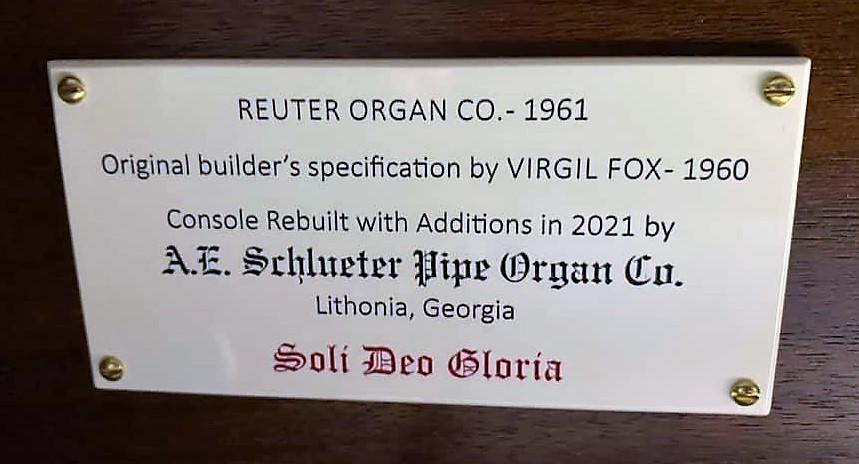 REUTER ORGAN CO.- 1961
Original builder's specification by VIRGIL FOX- 1960
Console Rebuilt with Additions in 2021 by
A.E. Schlueter Pipe Organ Co.
Lithonia, Georgia
Soli Deo Gloria